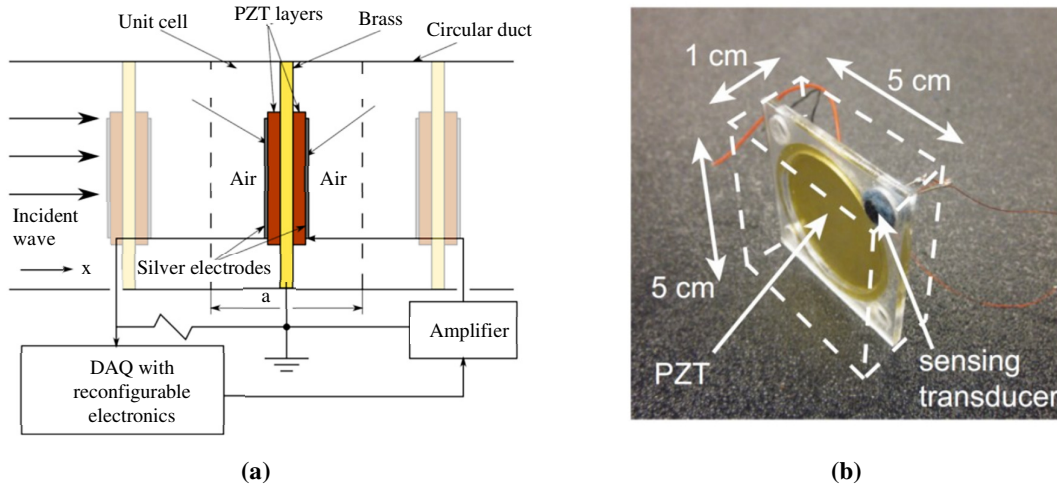 Unit cell
PZT layers
Brass
Circular duct
Air
Air
Incident
wave
x
Silver electrodes
a
DAQ with
reconfigurable
electronics
Amplifier
(a)
1 cm
5 cm
5 cm
PZT
sensing
transducer
(b)